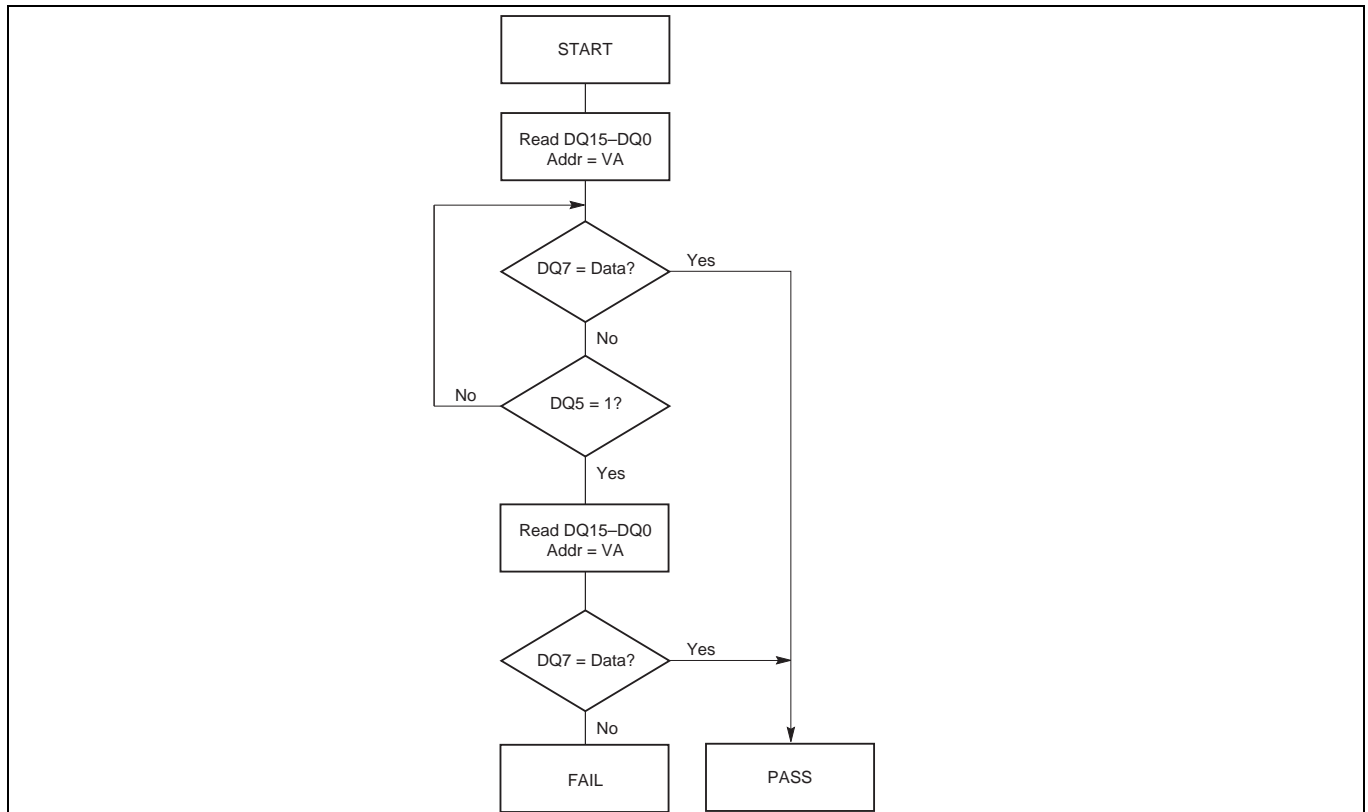 START
Read DQ15–DQ0
Addr = VA
DQ7 = Data?
Yes
No
DQ5 = 1?
No
Yes
Read DQ15–DQ0
Addr = VA
DQ7 = Data?
Yes
No
FAIL
PASS